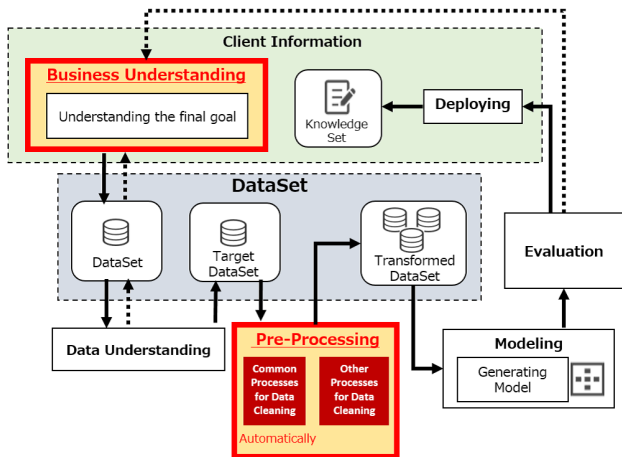 Client Information
Business Understanding
Understanding the final goal
Knowledge
Set
Deploying
DataSet
DataSet
Target
DataSet
Transformed
DataSet
Evaluation
Data Understanding
Pre-Processing
Common
Processes
for Data
Cleaning
Other
Processes
for Data
Cleaning
Automatically
Modeling
Generating
Model